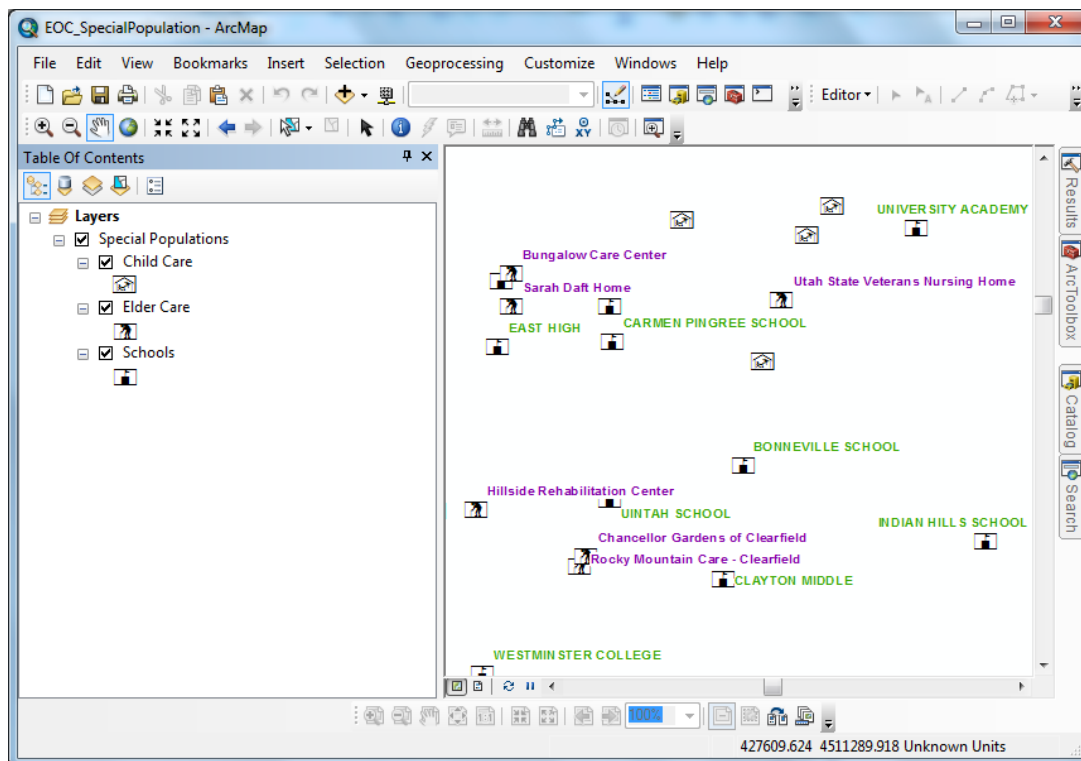 EOC_SpecialPopulation - ArcMap
File Edit View Bookmarks Insert Selection Geoprocessing Customize Windows Help
Editor
XY
Table Of Contents
Layers
Special Populations
Child Care
Elder Care
Schools
UNIVERSITY ACADEMY
Bungalow Care Center
Utah State Veterans Nursing Home
Sarah Daft Home
CARMEN PINGREE SCHOOL
EAST HIGH
BONNEVILLE SCHOOL
Hillside Rehabilitation Center
UINTAH SCHOOL
INDIAN HILLS SCHOOL
Chancellor Gardens of Clearfield
Rocky Mountain Care - Clearfield
CLAYTON MIDDLE
WESTMINSTER COLLEGE
Results
ArcToolbox
Catalog
Search
1:1
100%
427609.624 4511289.918 Unknown Units